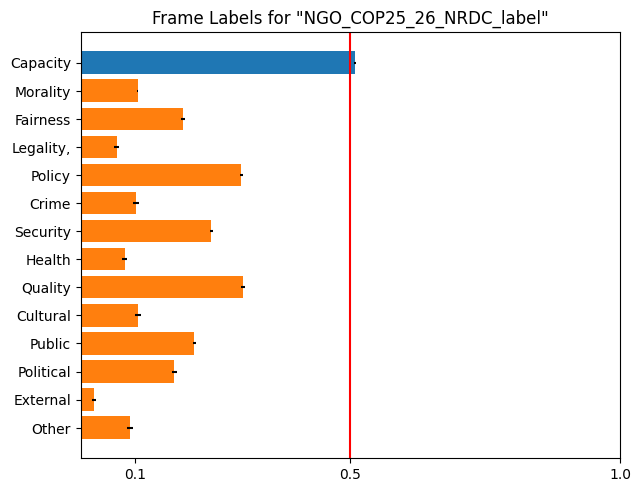 Frame Labels for "NGO_COP25_26_NRDC_label"
Capacity
Morality
Fairness
Legality,
Policy
Crime
Security
Health
Quality
Cultural
Public
Political
External
Other
0.1 0.5 1.0